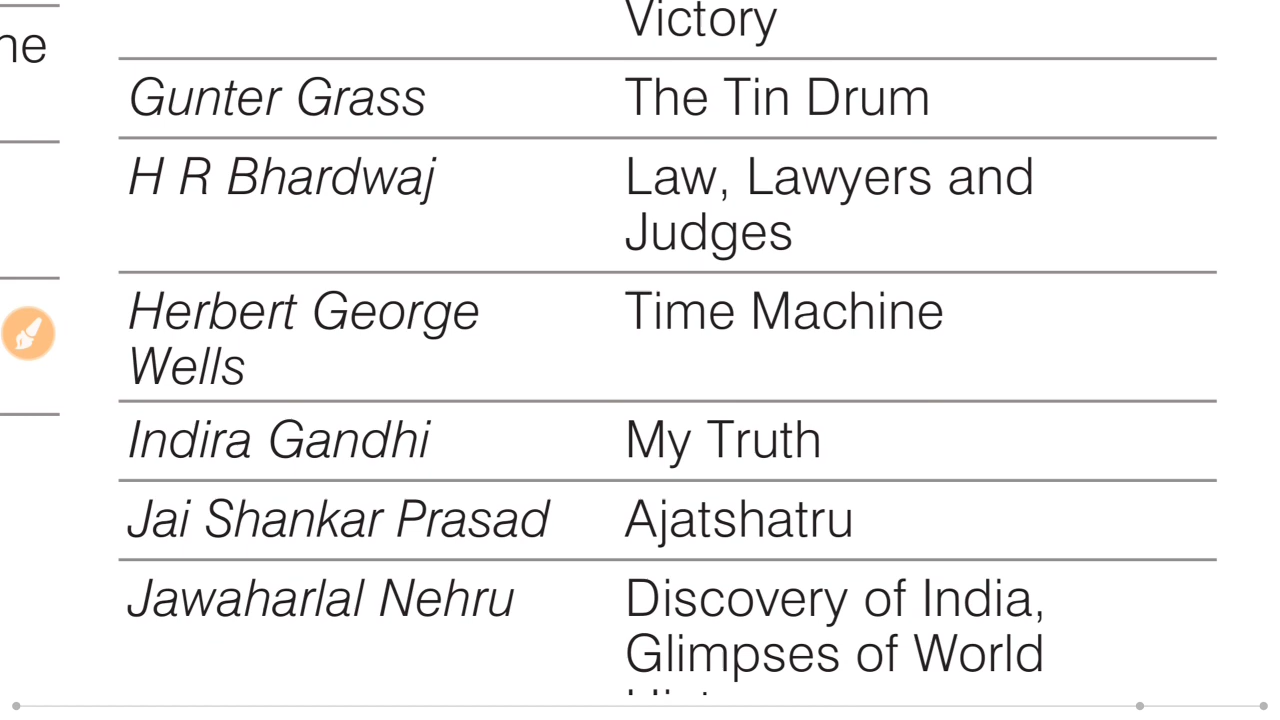 ne
Victory
Gunter Grass The Tin Drum
H R Bhardwaj Law, Lawyers and
Judges
Herbert George Time Machine
Wells
Indira Gandhi My Truth
Jai Shankar Prasad Ajatshatru
Jawaharlal Nehru Discovery of India,
Glimpses of World